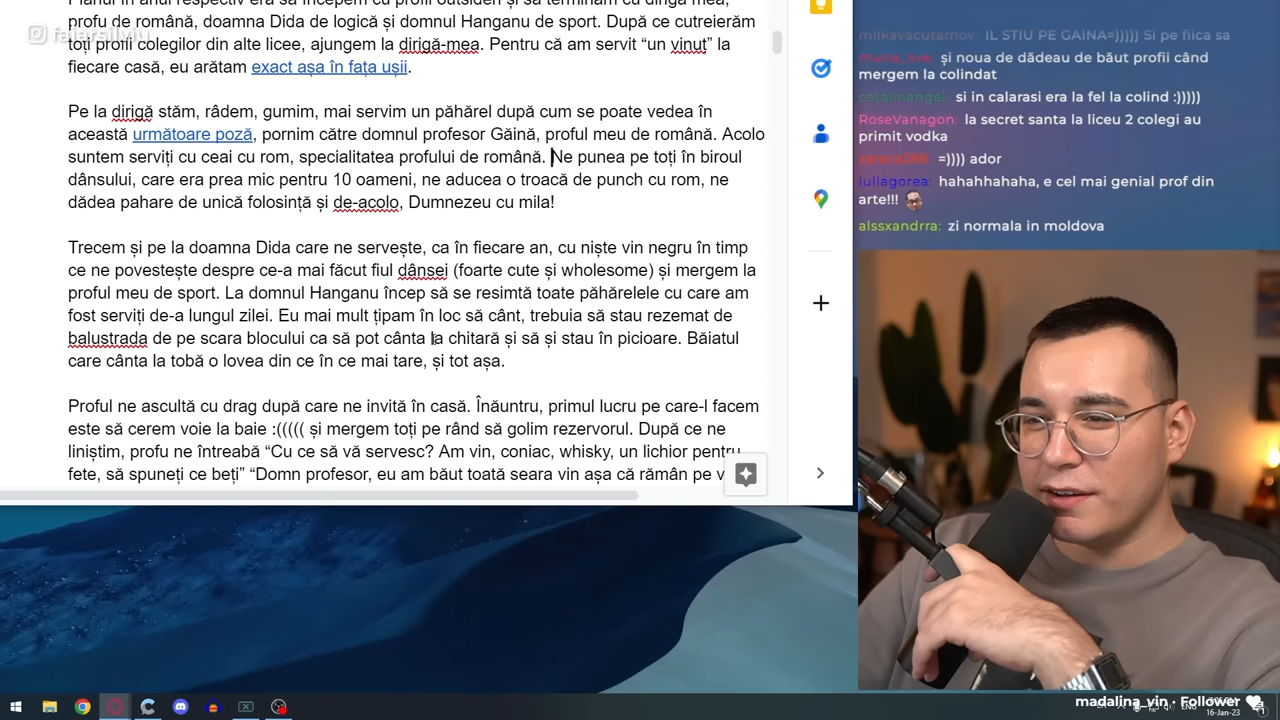 Planul în anul respectiv era să începem cu profii outsideri și să terminăm cu diriga mea,
profu de română, doamna Dida de logică și domnul Hanganu de sport. După ce cutreierăm
toți profii colegilor din alte licee, ajungem la dirigă-mea. Pentru că am servit “un vinuț” la
fiecare casă, eu arătam exact așa în fața ușii.
Pe la dirigă stăm, râdem, gumim, mai servim un păhărel după cum se poate vedea în
această următoare poză, pornim către domnul profesor Găină, proful meu de română. Acolo
suntem serviți cu ceai cu rom, specialitatea profului de română. Ne punea pe toți în biroul
dânsului, care era prea mic pentru 10 oameni, ne aducea o troacă de punch cu rom, ne
dădea pahare de unică folosință și de-acolo, Dumnezeu cu mila!
Trecem și pe la doamna Dida care ne servește, ca în fiecare an, cu niște vin negru în timp
ce ne povestește despre ce-a mai făcut fiul dânsei (foarte cute și wholesome) și mergem la
proful meu de sport. La domnul Hanganu încep să se resimtă toate păhărelele cu care am
fost serviți de-a lungul zilei. Eu mai mult țipam în loc să cânt, trebuia să stau rezemat de
balustrada de pe scara blocului ca să pot cânta la chitară și să și stau în picioare. Băiatul
care cânta la tobă o lovea din ce în ce mai tare, și tot așa.
Proful ne ascultă cu drag după care ne invită în casă. Înăuntru, primul lucru pe care-l facem
este să cerem voie la baie :((((( și mergem toți pe rând să golim rezervorul. După ce ne
liniștim, profu ne întreabă “Cu ce să vă servesc? Am vin, coniac, whisky, un lichior pentru
fete, să spuneți ce beți” “Domn profesor, eu am băut toată seara vin așa că rămân pe v
faiarsilviu
milkavacutamov: IL STIU PE GAINA=))))) Si pe fiica sa
muna_live: și noua de dădeau de băut profii când
mergem la colindat
catalinangel: si in calarasi era la fel la colind :)))))
RoseVanagon: la secret santa la liceu 2 colegi au
primit vodka
=)))) ador
iuliagorea: hahahhahaha, e cel mai genial prof din
arte!!!
alssxandrra: zi normala in moldova
madalina_vin · Follower
16-Jan-23